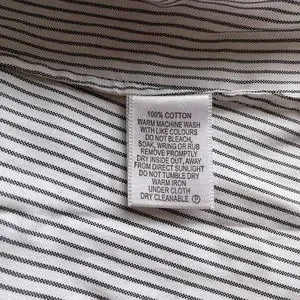 100% COTTON
WARM MACHINE WASH
WITH LIKE COLOURS
DO NOT BLEACH,
SOAK, WRING OR RUB
REMOVE PROMPTLY
DRY INSIDE OUT, AWAY
FROM DIRECT SUNLIGHT
DO NOT TUMBLE DRY
WARM IRON
UNDER CLOTH
DRY CLEANABLE Ⓟ